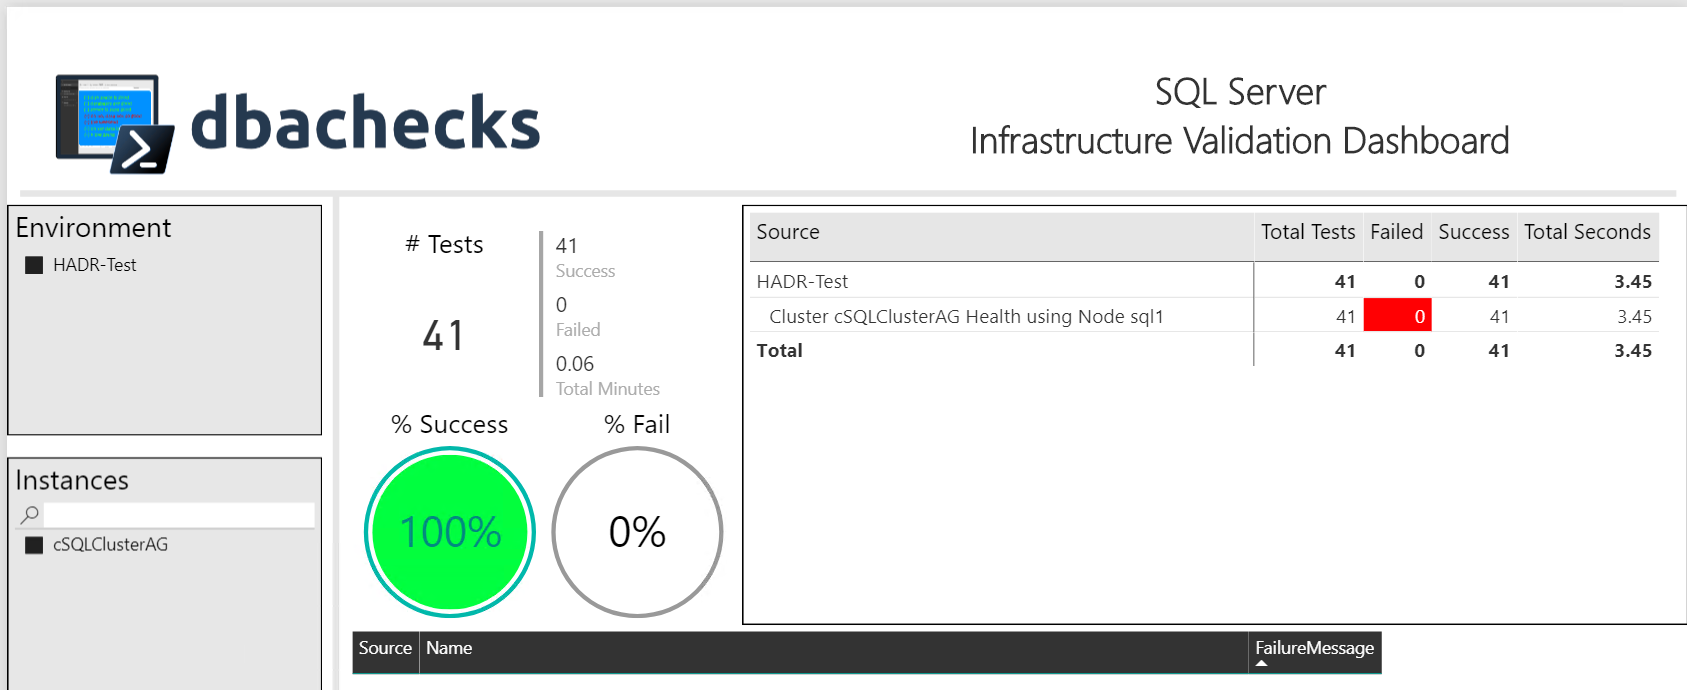 dbachecks
SQL Server
Infrastructure Validation Dashboard
Environment
HADR-Test
Instances
cSQLClusterAG
# Tests
41
41
Success
0
Failed
0.06
Total Minutes
% Success
100%
% Fail
0%
Source Total Tests Failed Success Total Seconds
HADR-Test 41 0 41 3.45
Cluster cSQLClusterAG Health using Node sql1 41 0 41 3.45
Total 41 0 41 3.45
Source Name FailureMessage